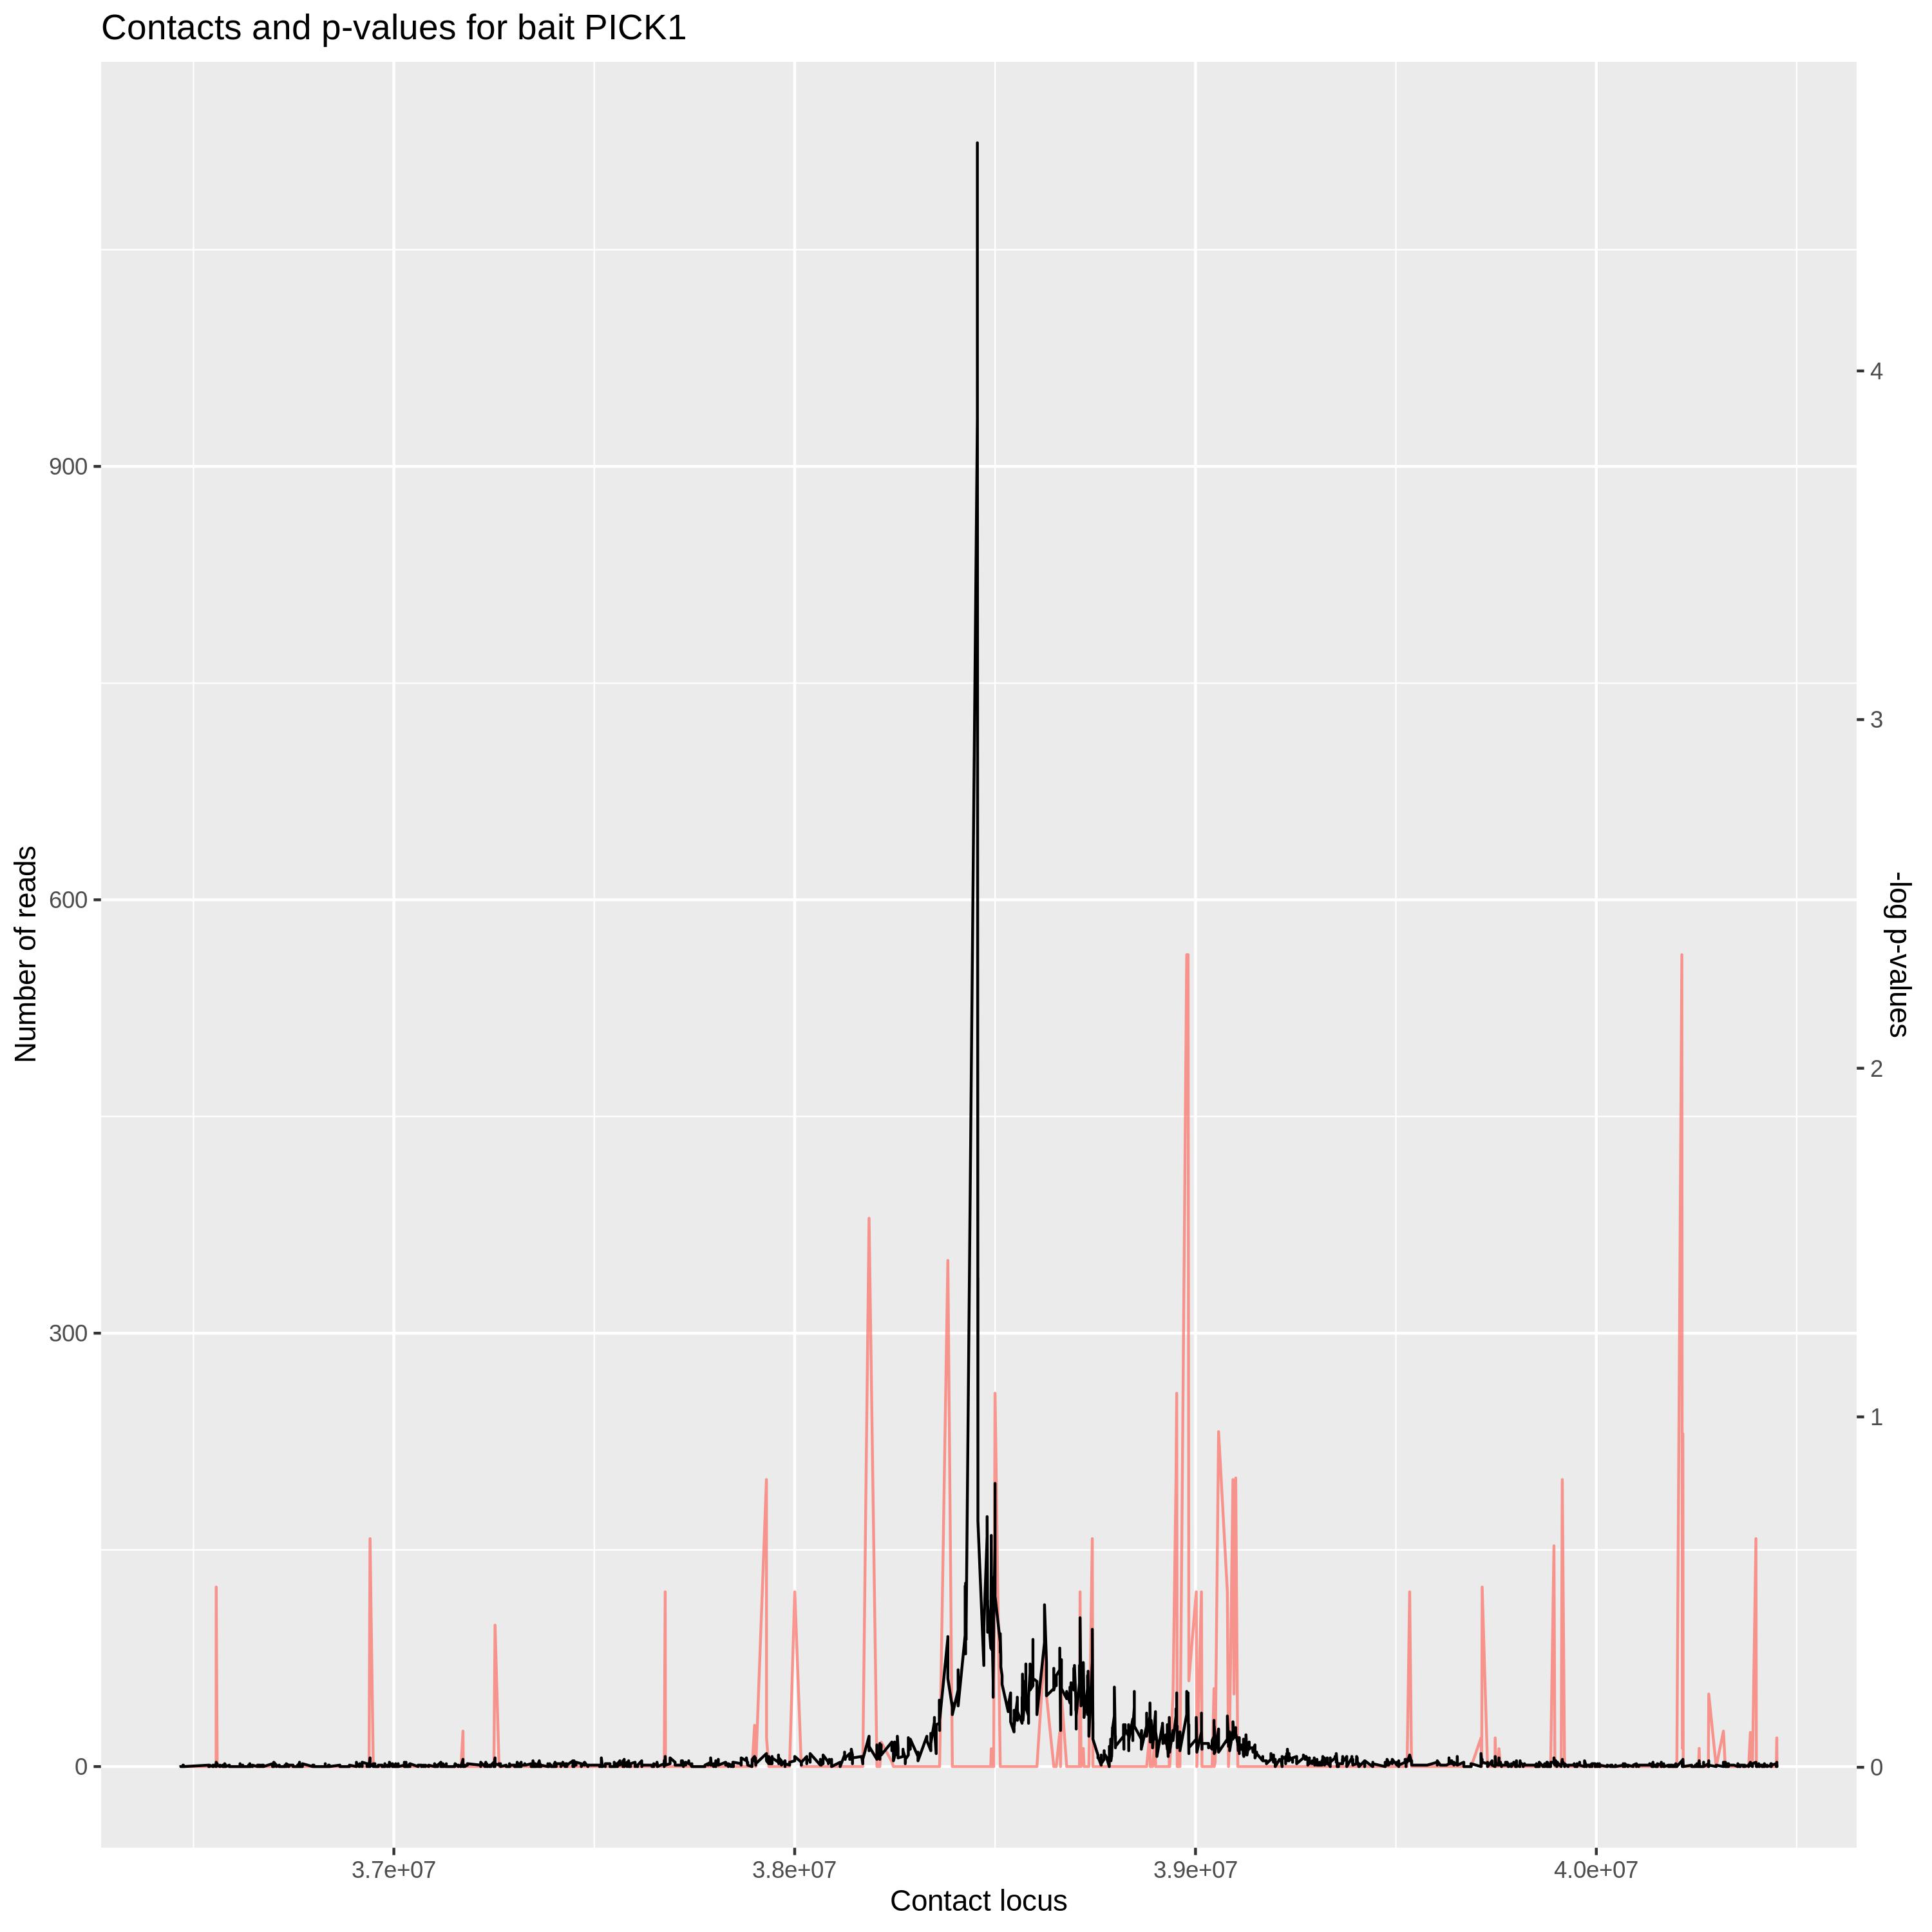 Contacts and p-values for bait PICK1
Number of reads
900
600
300
0
4
3
2
1
0
-log p-values
3.7e+07
3.8e+07
3.9e+07
4.0e+07
Contact locus